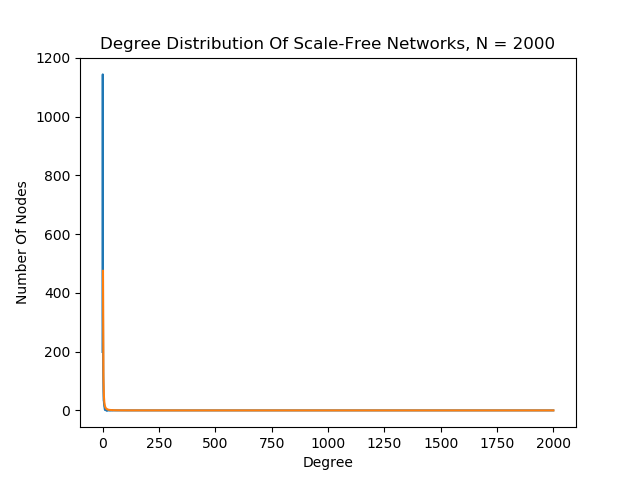 Degree Distribution Of Scale-Free Networks, N = 2000
1200
1000
800
600
400
200
0
Number Of Nodes
0 250 500 750 1000 1250 1500 1750 2000
Degree